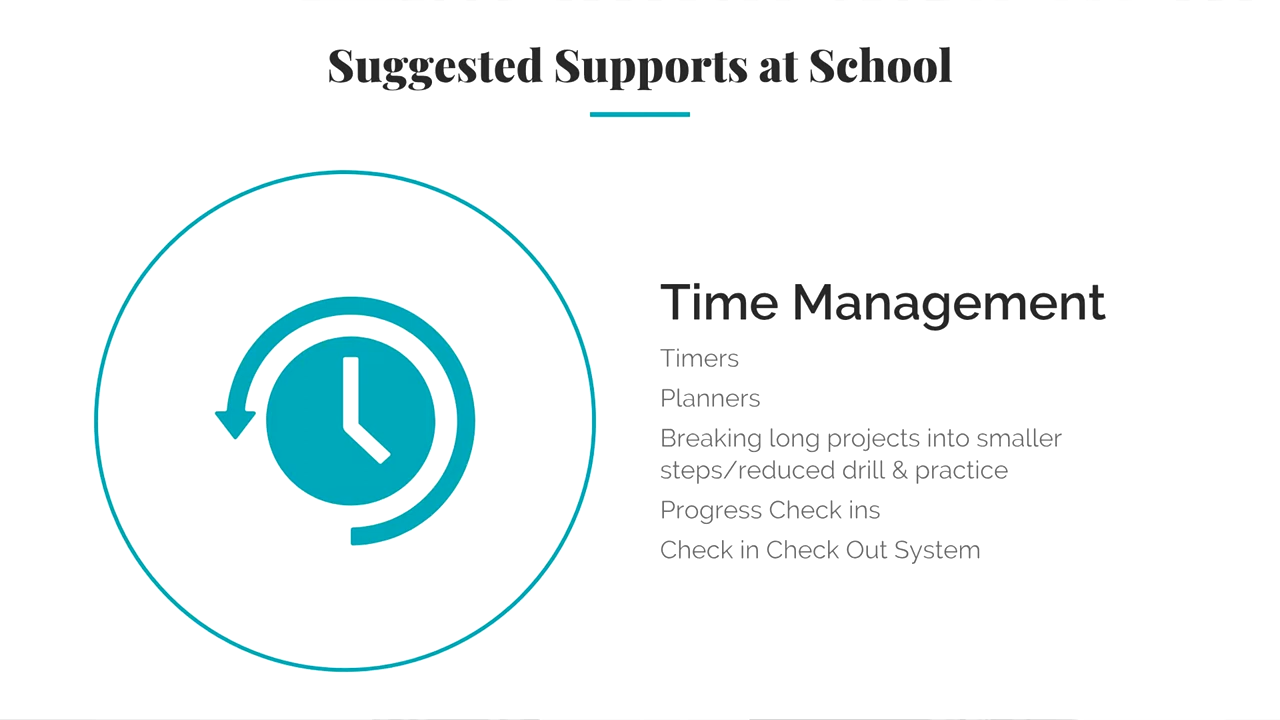 Suggested Supports at School
Time Management
Timers
Planners
Breaking long projects into smaller
steps/reduced drill & practice
Progress Check ins
Check in Check Out System